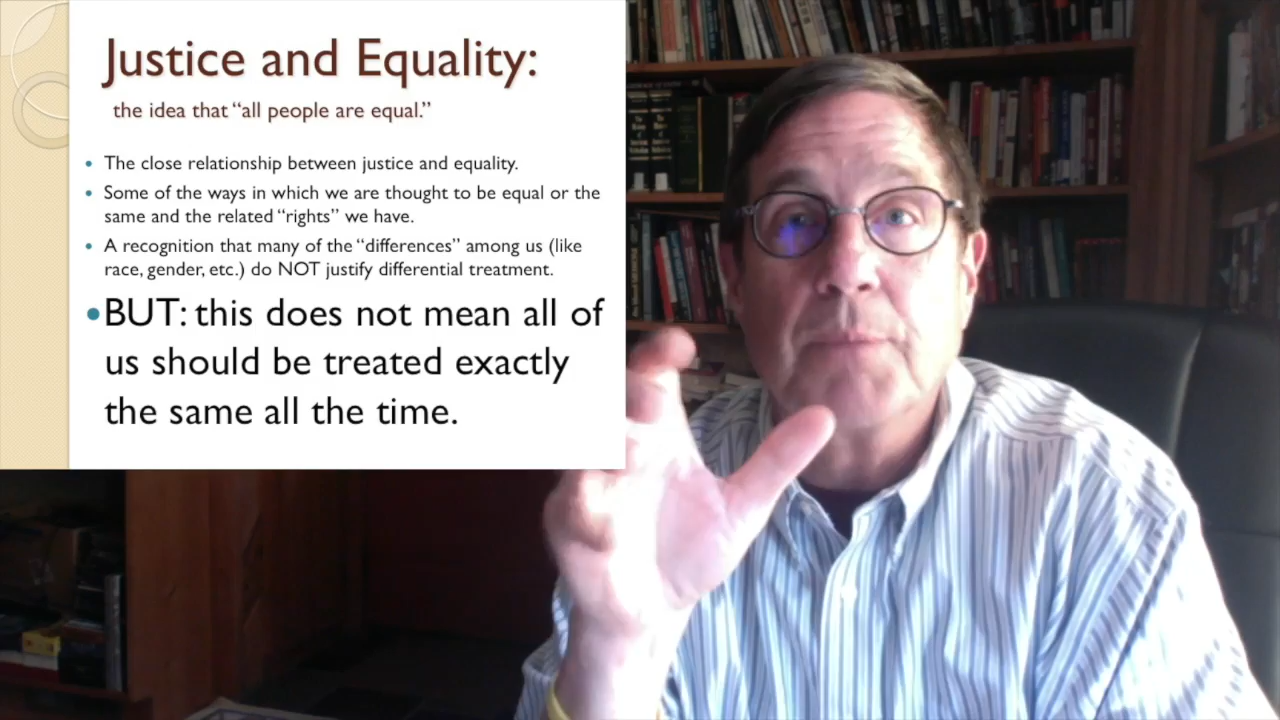 Justice and Equality:
the idea that “all people are equal.”
• The close relationship between justice and equality.
• Some of the ways in which we are thought to be equal or the
same and the related “rights” we have.
• A recognition that many of the “differences” among us (like
race, gender, etc.) do NOT justify differential treatment.
•BUT: this does not mean all of
us should be treated exactly
the same all the time.